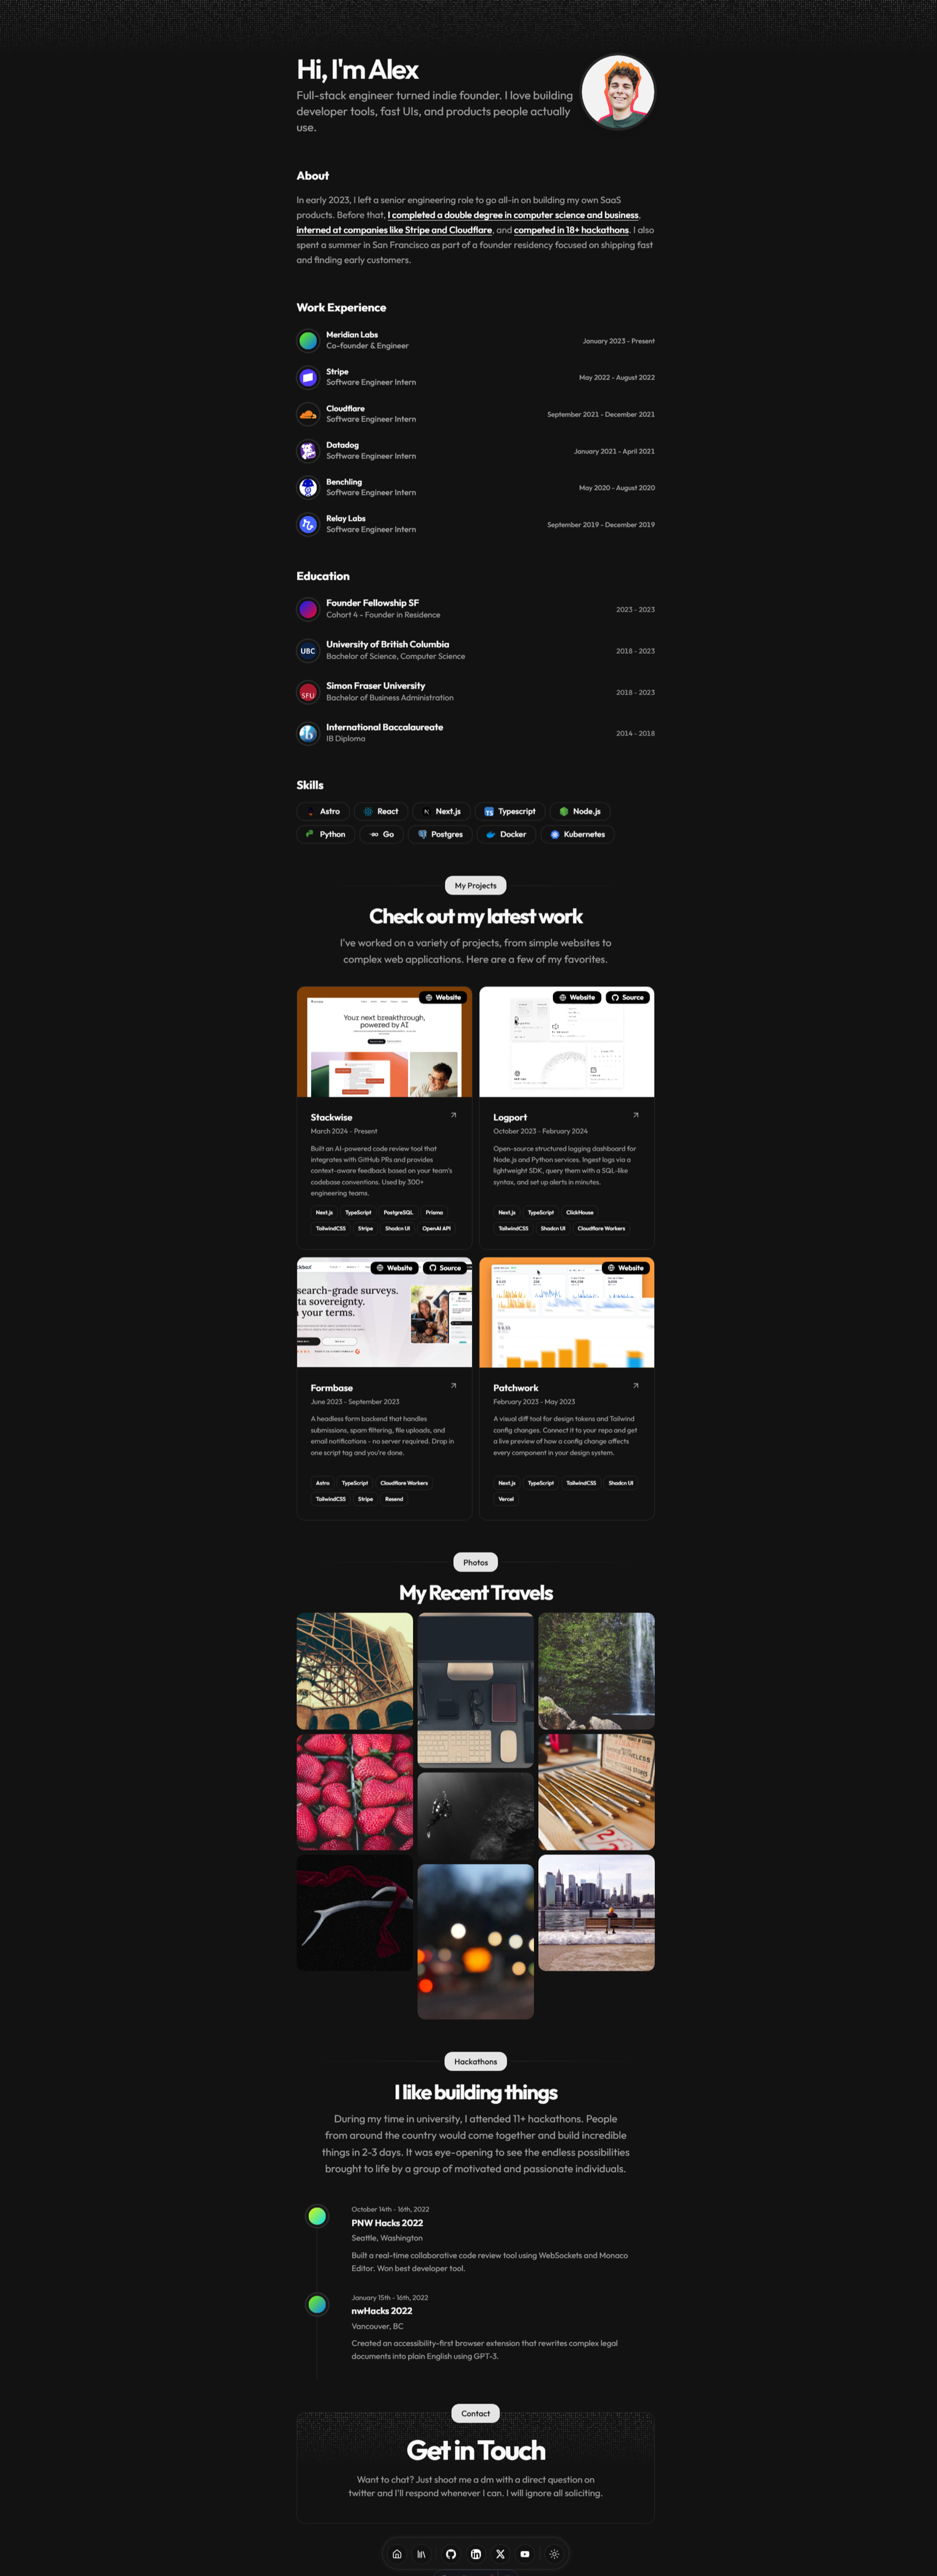 Hi, I'm Alex
Full-stack engineer turned indie founder. I love building
developer tools, fast UIs, and products people actually
use.
About
In early 2023, I left a senior engineering role to go all-in on building my own SaaS
products. Before that, I completed a double degree in computer science and business,
interned at companies like Stripe and Cloudflare, and competed in 18+ hackathons. I also
spent a summer in San Francisco as part of a founder residency focused on shipping fast
and finding early customers.
Work Experience
Meridian Labs
Co-founder & Engineer
January 2023 - Present
Stripe
Software Engineer Intern
May 2022 - August 2022
Cloudflare
Software Engineer Intern
September 2021 - December 2021
Datadog
Software Engineer Intern
January 2021 - April 2021
Benchling
Software Engineer Intern
May 2020 - August 2020
Relay Labs
Software Engineer Intern
September 2019 - December 2019
Education
Founder Fellowship SF
Cohort 4 - Founder in Residence
2023 - 2023
UBC
University of British Columbia
Bachelor of Science, Computer Science
2018 - 2023
SFU
Simon Fraser University
Bachelor of Business Administration
2018 - 2023
International Baccalaureate
IB Diploma
2014 - 2018
Skills
Astro React Next.js Typescript Node.js
Python Go Postgres Docker Kubernetes
My Projects
Check out my latest work
I've worked on a variety of projects, from simple websites to
complex web applications. Here are a few of my favorites.
Website
Your next breakthrough,
powered by AI
Stackwise
March 2024 - Present
Built an AI-powered code review tool that
integrates with GitHub PRs and provides
context-aware feedback based on your team's
codebase conventions. Used by 300+
engineering teams.
Next.js TypeScript PostgreSQL Prisma
TailwindCSS Stripe Shadcn UI OpenAI API
Website Source
Logport
October 2023 - February 2024
Open-source structured logging dashboard for
Node.js and Python services. Ingest logs via a
lightweight SDK, query them with a SQL-like
syntax, and set up alerts in minutes.
Next.js TypeScript ClickHouse
TailwindCSS Shadcn UI Cloudflare Workers
Website Source
search-grade surveys.
ta sovereignty.
your terms.
Formbase
June 2023 - September 2023
A headless form backend that handles
submissions, spam filtering, file uploads, and
email notifications - no server required. Drop in
one script tag and you're done.
Astro TypeScript Cloudflare Workers
TailwindCSS Stripe Resend
Website
Patchwork
February 2023 - May 2023
A visual diff tool for design tokens and Tailwind
config changes. Connect it to your repo and get
a live preview of how a config change affects
every component in your design system.
Next.js TypeScript TailwindCSS Shadcn UI
Vercel
Photos
My Recent Travels
Hackathons
I like building things
During my time in university, I attended 11+ hackathons. People
from around the country would come together and build incredible
things in 2-3 days. It was eye-opening to see the endless possibilities
brought to life by a group of motivated and passionate individuals.
October 14th - 16th, 2022
PNW Hacks 2022
Seattle, Washington
Built a real-time collaborative code review tool using WebSockets and Monaco
Editor. Won best developer tool.
January 15th - 16th, 2022
nwHacks 2022
Vancouver, BC
Created an accessibility-first browser extension that rewrites complex legal
documents into plain English using GPT-3.
Contact
Get in Touch
Want to chat? Just shoot me a dm with a direct question on
twitter and I'll respond whenever I can. I will ignore all soliciting.